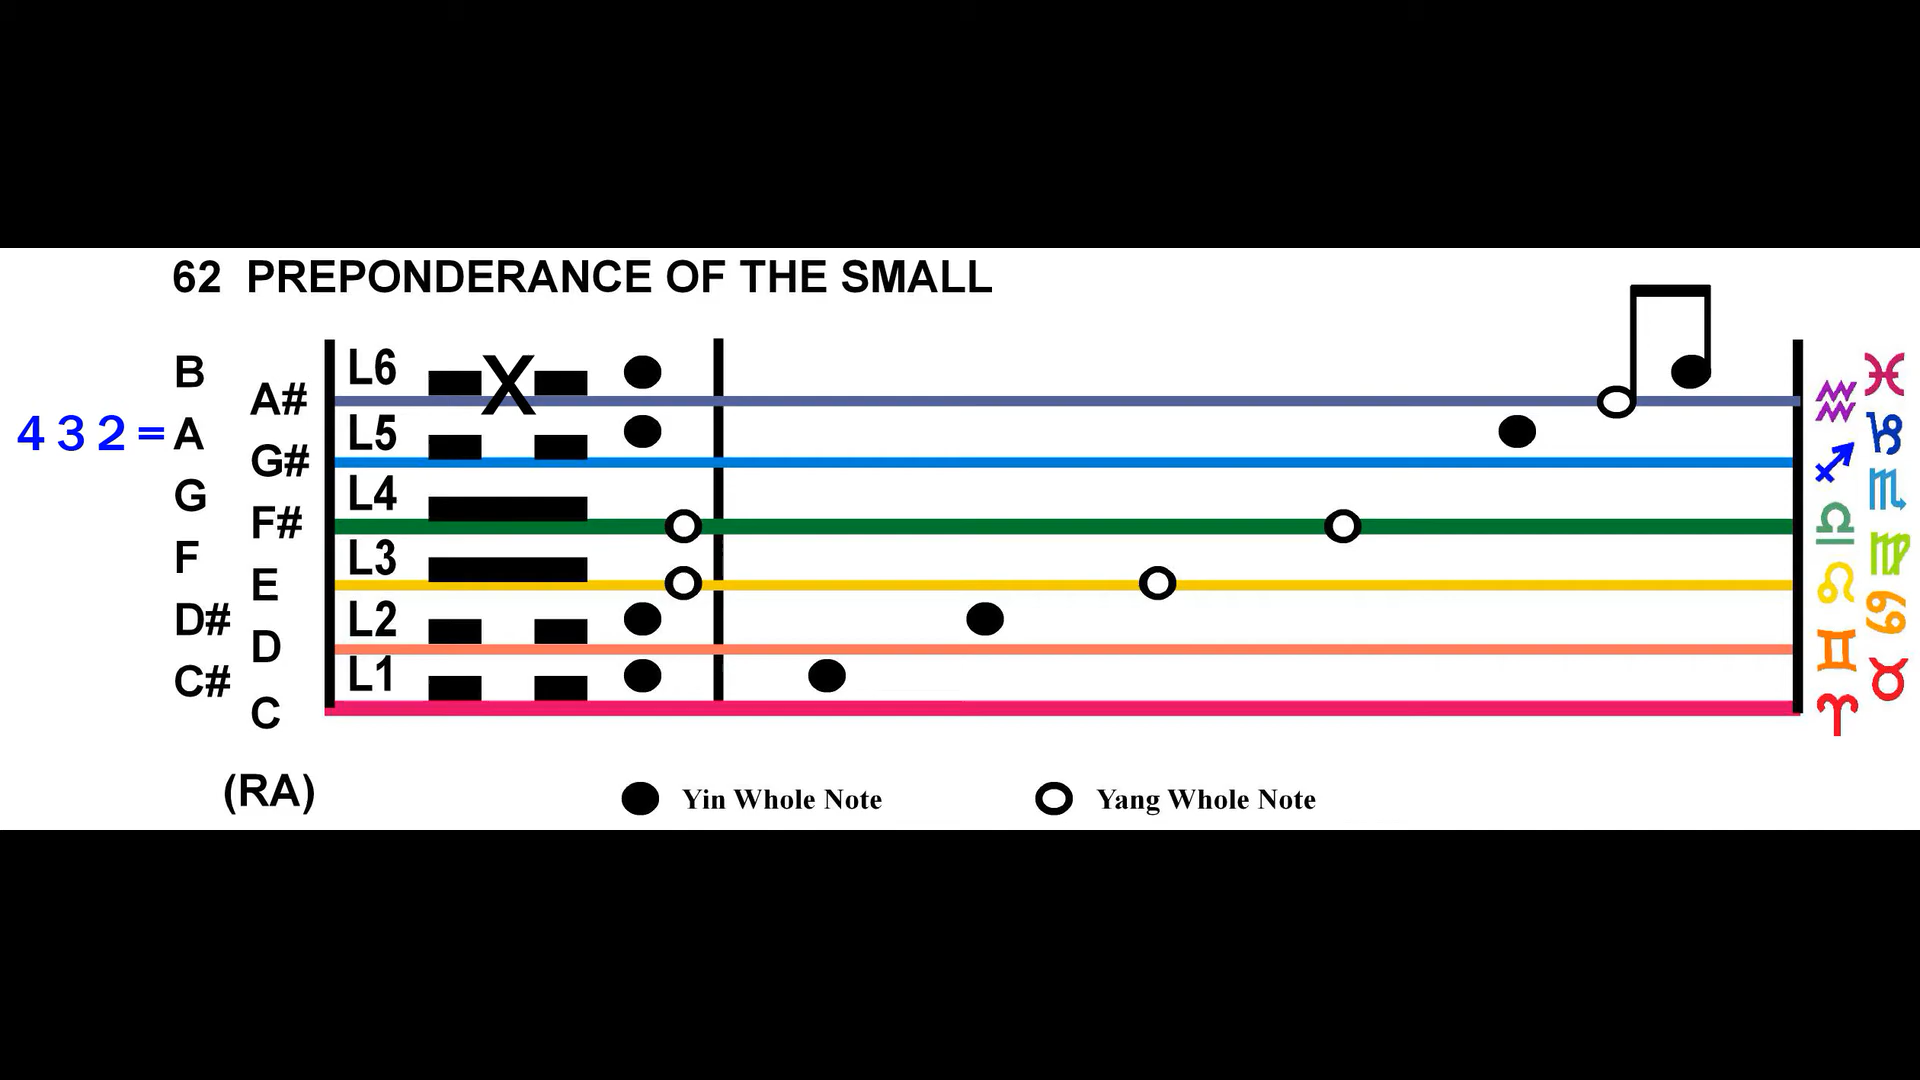 62 PREPONDERANCE OF THE SMALL
B
A#
432=A
G#
G
F#
F
E
D#
D
C#
C
L6
X
L5
L4
L3
L2
L1
♓
♒
♑
♐
♏
♎
♍
♌
♋
♊
♉
♈
(RA)
Yin Whole Note
Yang Whole Note